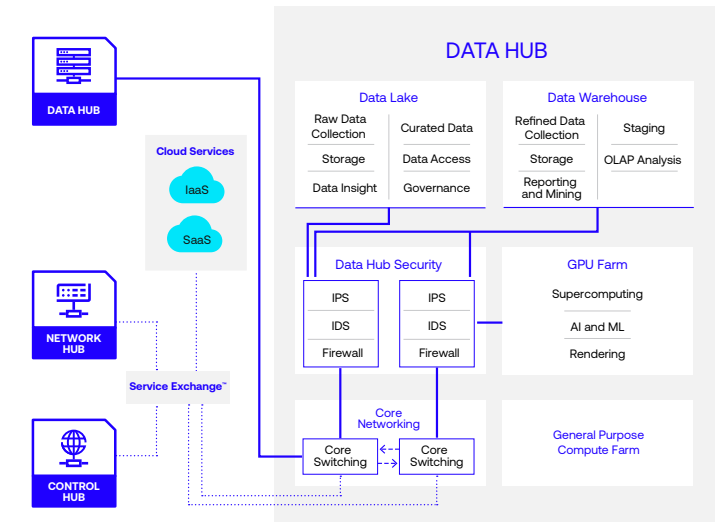 DATA HUB
DATA HUB
Data Lake
Raw Data
Collection
Curated Data
Storage
Data Access
Data Insight
Governance
Data Warehouse
Refined Data
Collection
Staging
Storage
OLAP Analysis
Reporting
and Mining
Cloud Services
IaaS
SaaS
Data Hub Security
IPS
IDS
Firewall
IPS
IDS
Firewall
GPU Farm
Supercomputing
AI and ML
Rendering
NETWORK
HUB
Service Exchange™
Core
Networking
Core
Switching
Core
Switching
General Purpose
Compute Farm
CONTROL
HUB